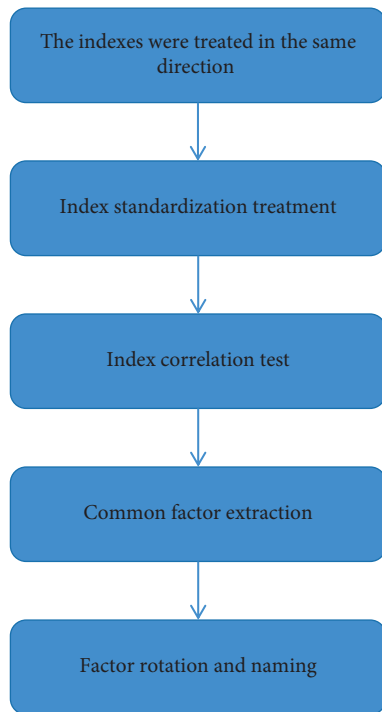 The indexes were treated in the same
direction
Index standardization treatment
Index correlation test
Common factor extraction
Factor rotation and naming